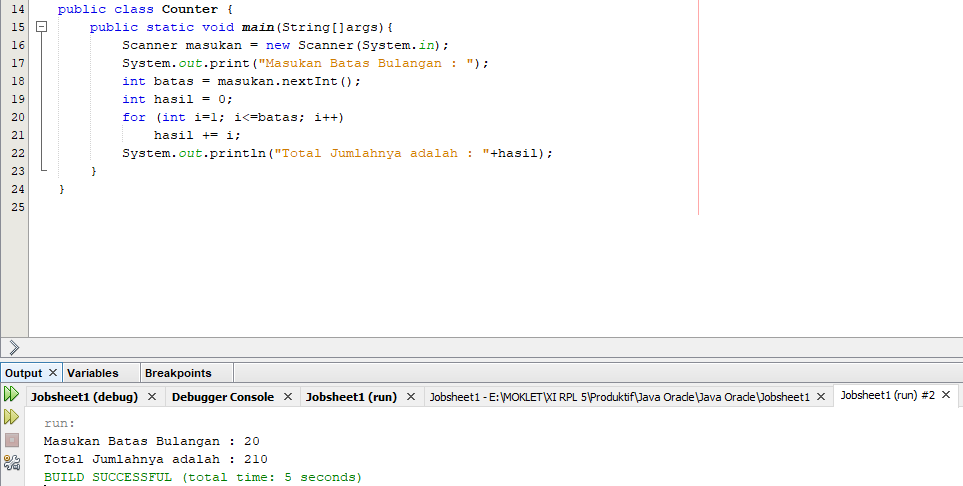 14 public class Counter {
15 public static void main(String[]args){
16 Scanner masukan = new Scanner(System.in);
17 System.out.print("Masukan Batas Bulangan : ");
18 int batas = masukan.nextInt();
19 int hasil = 0;
20 for (int i=1; i<=batas; i++)
21 hasil += i;
22 System.out.println("Total Jumlahnya adalah : "+hasil);
23 }
24 }
25
Output × Variables Breakpoints
Jobsheet1 (debug) × Debugger Console × Jobsheet1 (run) × Jobsheet1 - E:\MOKLET\XI RPL 5\Produktif\Java Oracle\Java Oracle\Jobsheet1 × Jobsheet1 (run) #2 ×
run:
Masukan Batas Bulangan : 20
Total Jumlahnya adalah : 210
BUILD SUCCESSFUL (total time: 5 seconds)